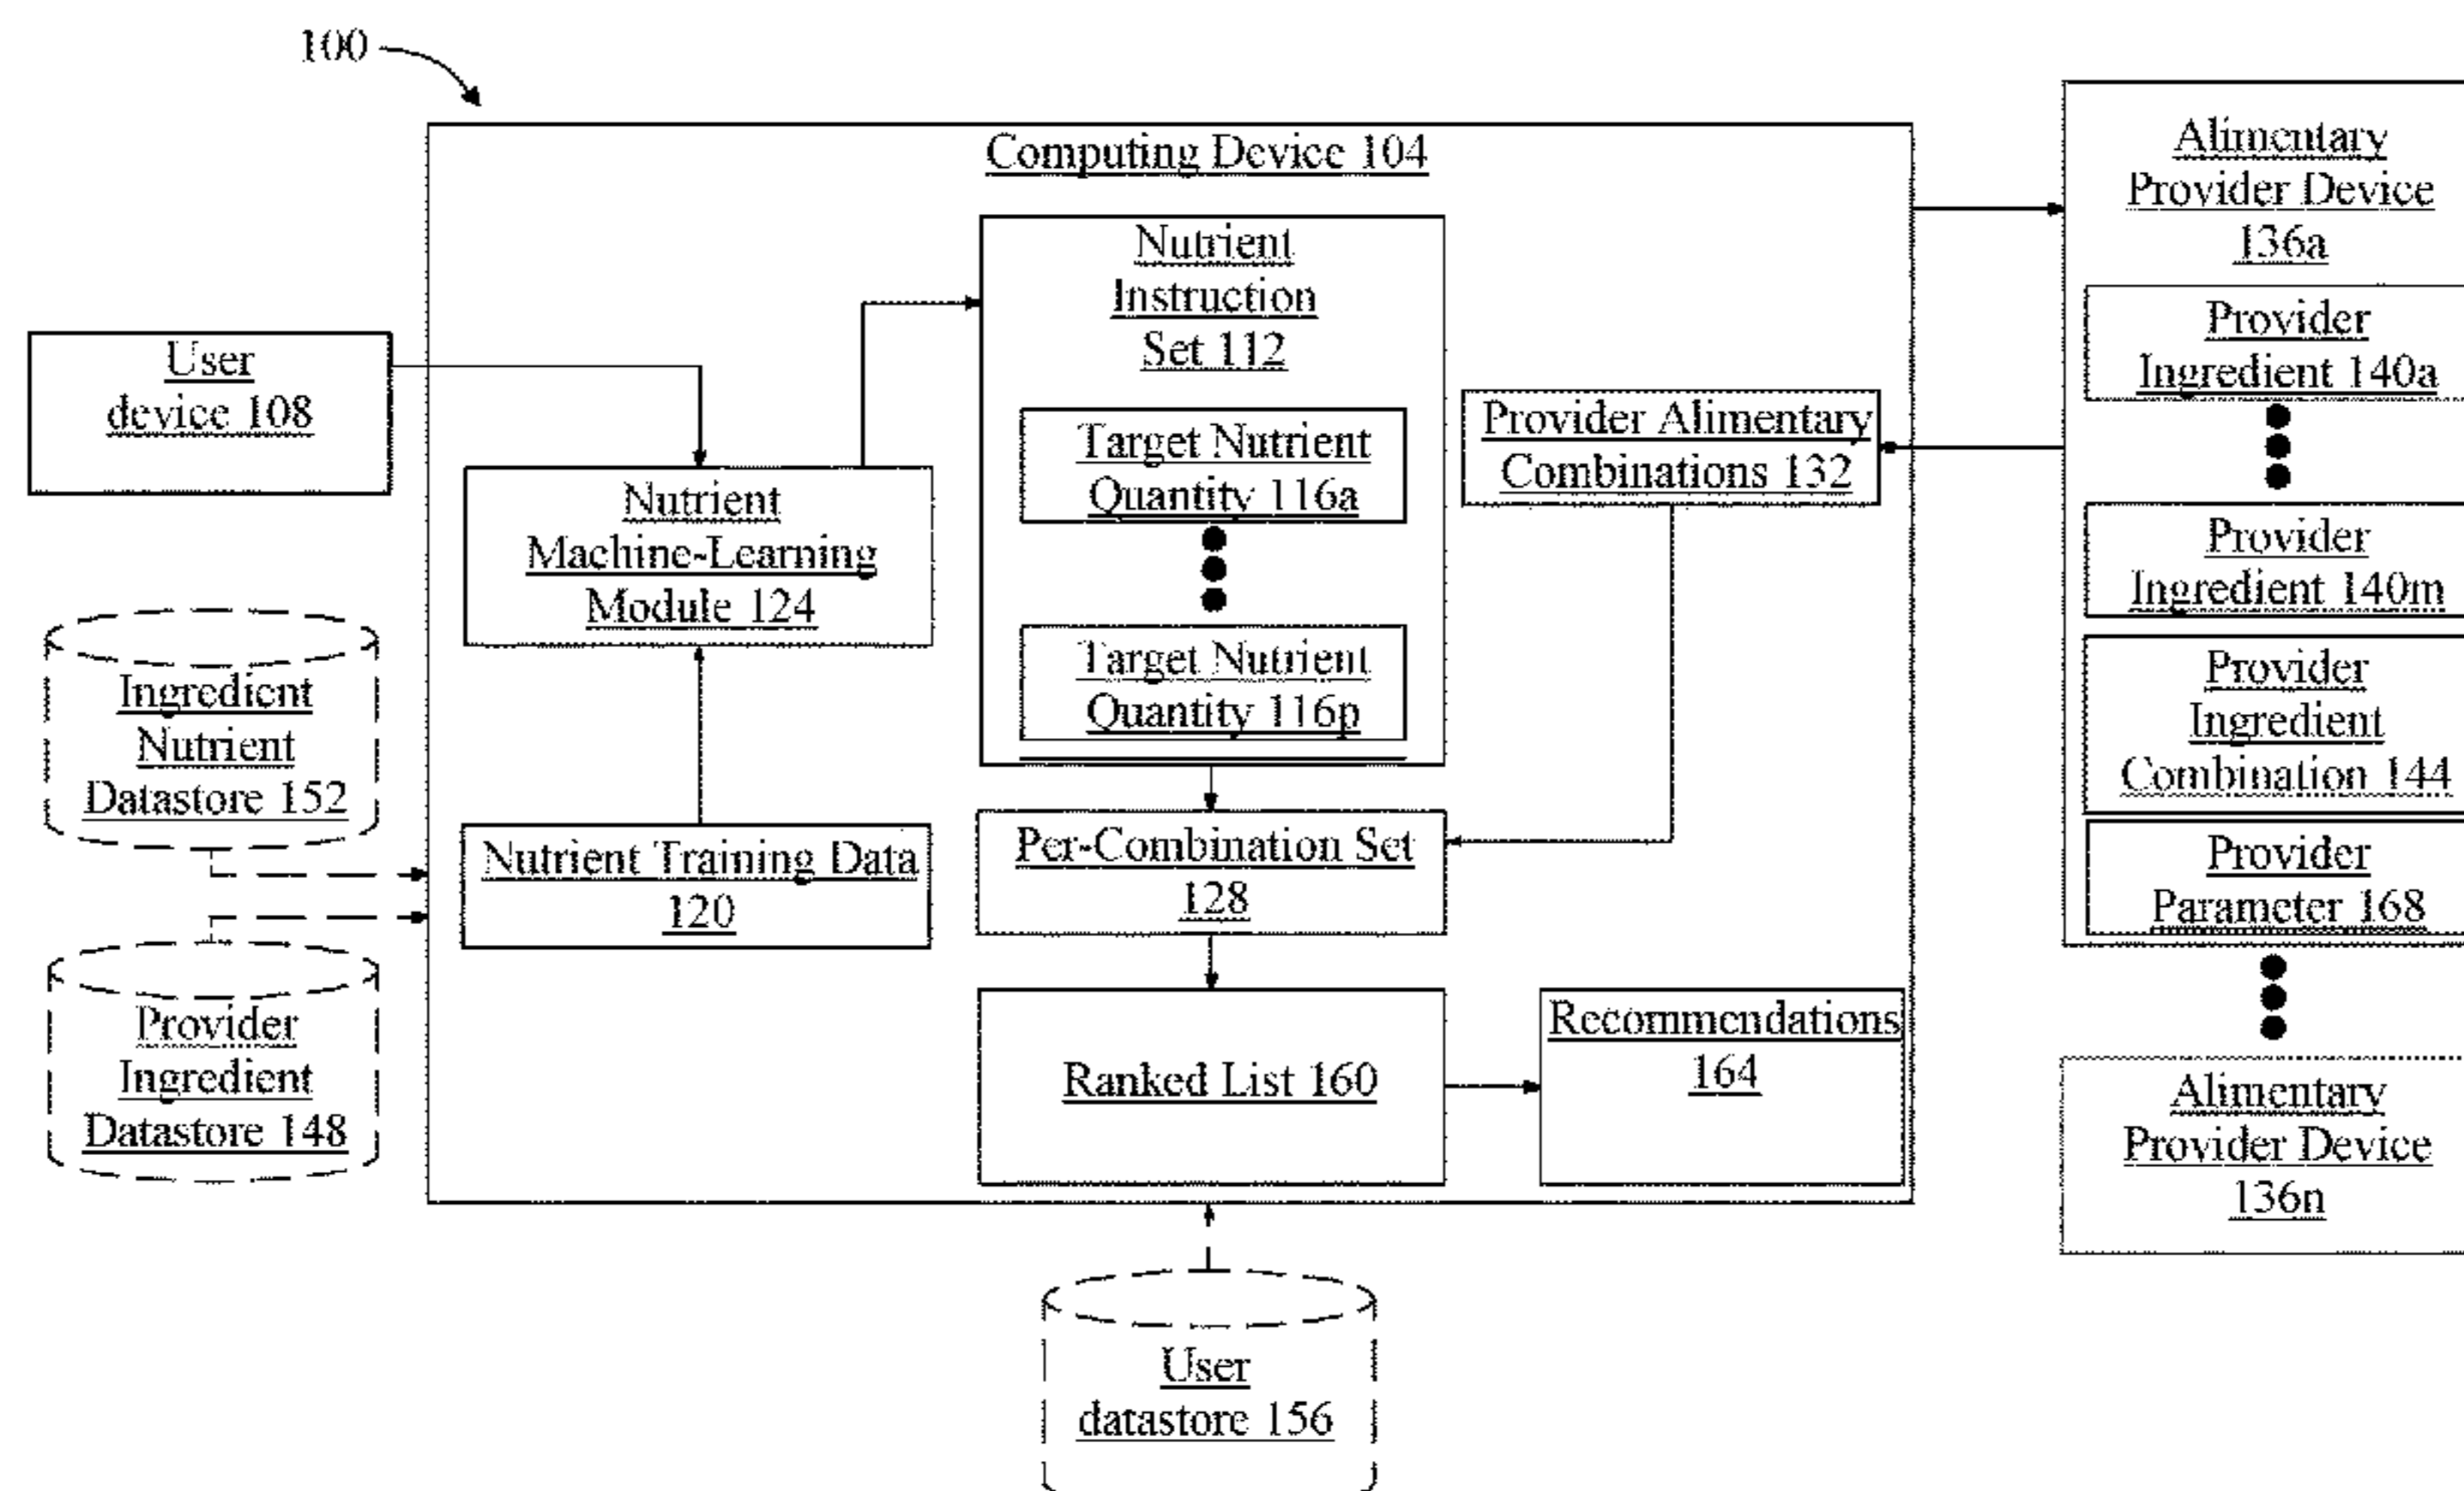 100
Computing Device 104
User
device 108
Nutrient
Machine-Learning
Module 124
Nutrient Training Data
120
Ingredient
Nutrient
Datastore 152
Provider
Ingredient
Datastore 148
Nutrient
Instruction
Set 112
Target Nutrient
Quantity 116a
Target Nutrient
Quantity 116p
Provider Alimentary
Combinations 132
Per-Combination Set
128
Ranked List 160
Recommendations
164
User
datastore 156
Alimentary
Provider Device
136a
Provider
Ingredient 140a
Provider
Ingredient 140m
Provider
Ingredient
Combination 144
Provider
Parameter 168
Alimentary
Provider Device
136n